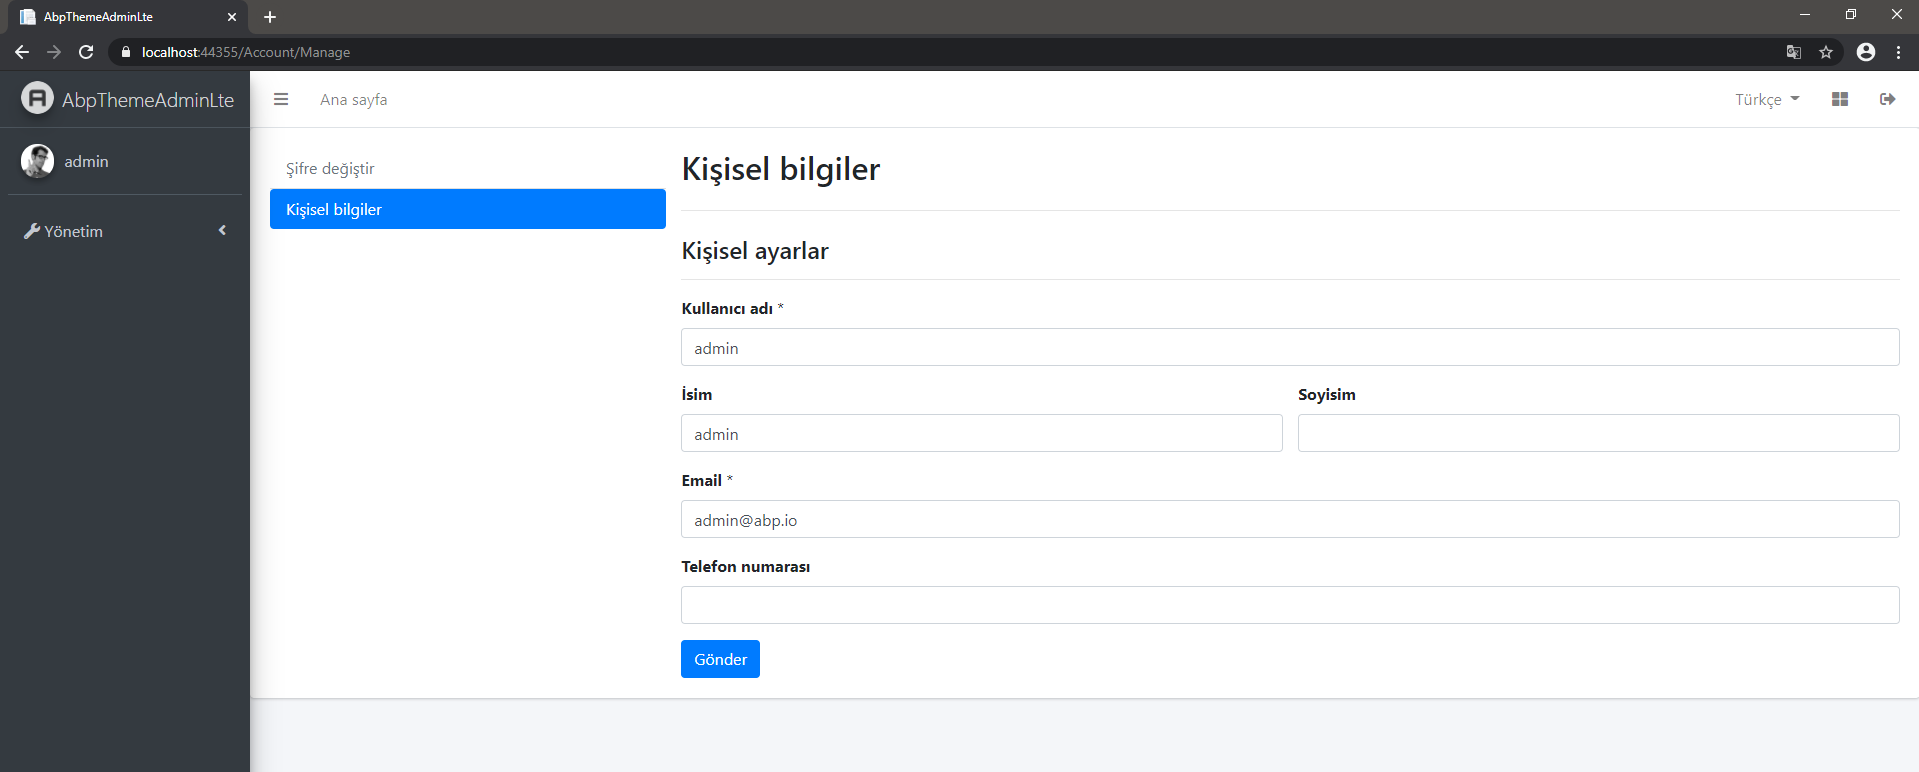 AbpThemeAdminLte
localhost:44355/Account/Manage
AbpThemeAdminLte
Ana sayfa
Türkçe
admin
Yönetim
Şifre değiştir
Kişisel bilgiler
Kişisel bilgiler
Kişisel ayarlar
Kullanıcı adı *
admin
İsim
Soyisim
admin
Email *
admin@abp.io
Telefon numarası
Gönder